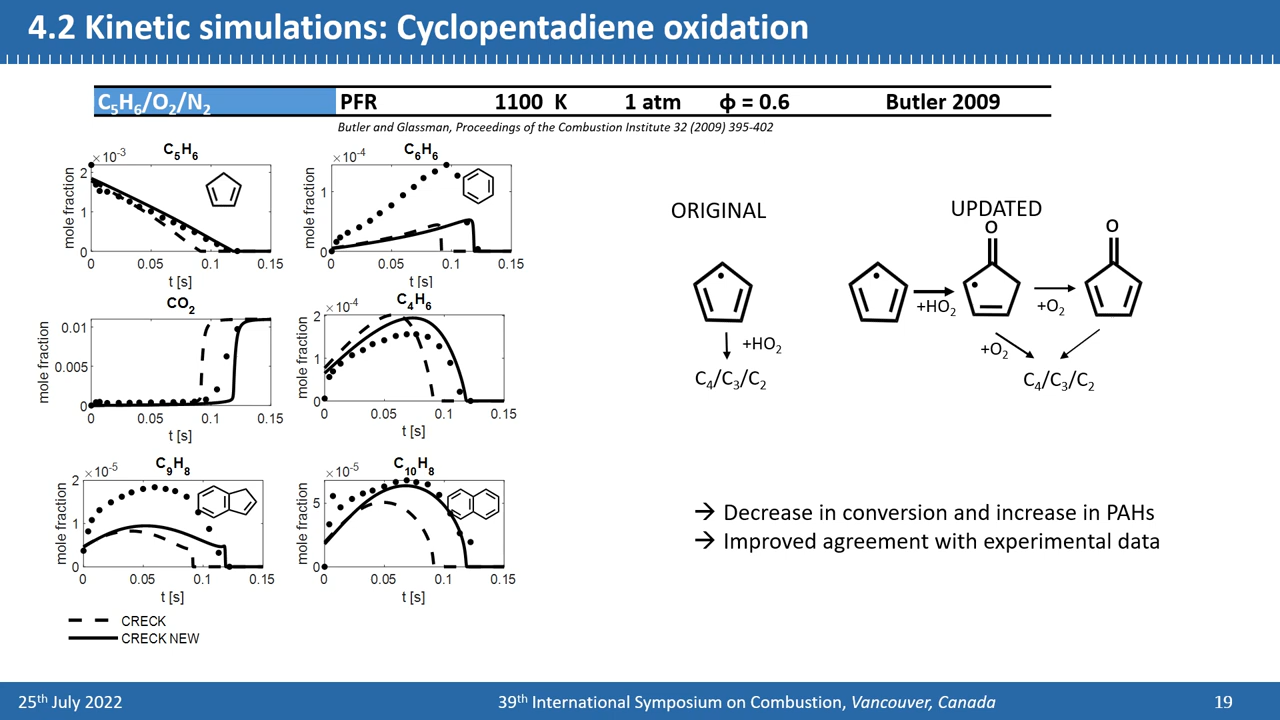 4.2 Kinetic simulations: Cyclopentadiene oxidation
C₅H₆/O₂/N₂ PFR 1100 K 1 atm ϕ = 0.6 Butler 2009
Butler and Glassman, Proceedings of the Combustion Institute 32 (2009) 395-402
C₅H₆
×10⁻³
mole fraction
2
1
0
0 0.05 0.1 0.15
t [s]
C₆H₆
×10⁻⁴
mole fraction
1
0
0 0.05 0.1 0.15
t [s]
CO₂
mole fraction
0.01
0.005
0
0 0.05 0.1 0.15
t [s]
C₄H₆
×10⁻⁴
mole fraction
2
1
0
0 0.05 0.1 0.15
t [s]
C₉H₈
×10⁻⁵
mole fraction
2
1
0
0 0.05 0.1 0.15
t [s]
C₁₀H₈
×10⁻⁵
mole fraction
5
0
0 0.05 0.1 0.15
t [s]
CRECK
CRECK NEW
ORIGINAL
+HO₂
C₄/C₃/C₂
UPDATED
O
O
+HO₂
+O₂
+O₂
C₄/C₃/C₂
→ Decrease in conversion and increase in PAHs
→ Improved agreement with experimental data
25ᵗʰ July 2022
39ᵗʰ International Symposium on Combustion, Vancouver, Canada
19